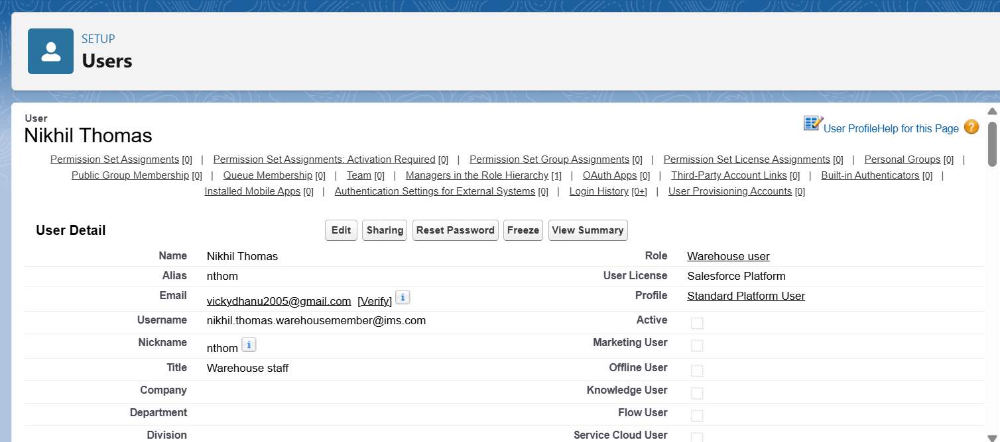 SETUP
Users
User
Nikhil Thomas
User ProfileHelp for this Page ?
Permission Set Assignments [0] | Permission Set Assignments: Activation Required [0] | Permission Set Group Assignments [0] | Permission Set License Assignments [0] | Personal Groups [0] |
Public Group Membership [0] | Queue Membership [0] | Team [0] | Managers in the Role Hierarchy [1] | OAuth Apps [0] | Third-Party Account Links [0] | Built-in Authenticators [0] |
Installed Mobile Apps [0] | Authentication Settings for External Systems [0] | Login History [0+] | User Provisioning Accounts [0]
User Detail Edit Sharing Reset Password Freeze View Summary
Name Nikhil Thomas Role Warehouse user
Alias nthom User License Salesforce Platform
Email vickydhanu2005@gmail.com [Verify] i Profile Standard Platform User
Username nikhil.thomas.warehousemember@ims.com Active
Nickname nthom i Marketing User
Title Warehouse staff Offline User
Company Knowledge User
Department Flow User
Division Service Cloud User